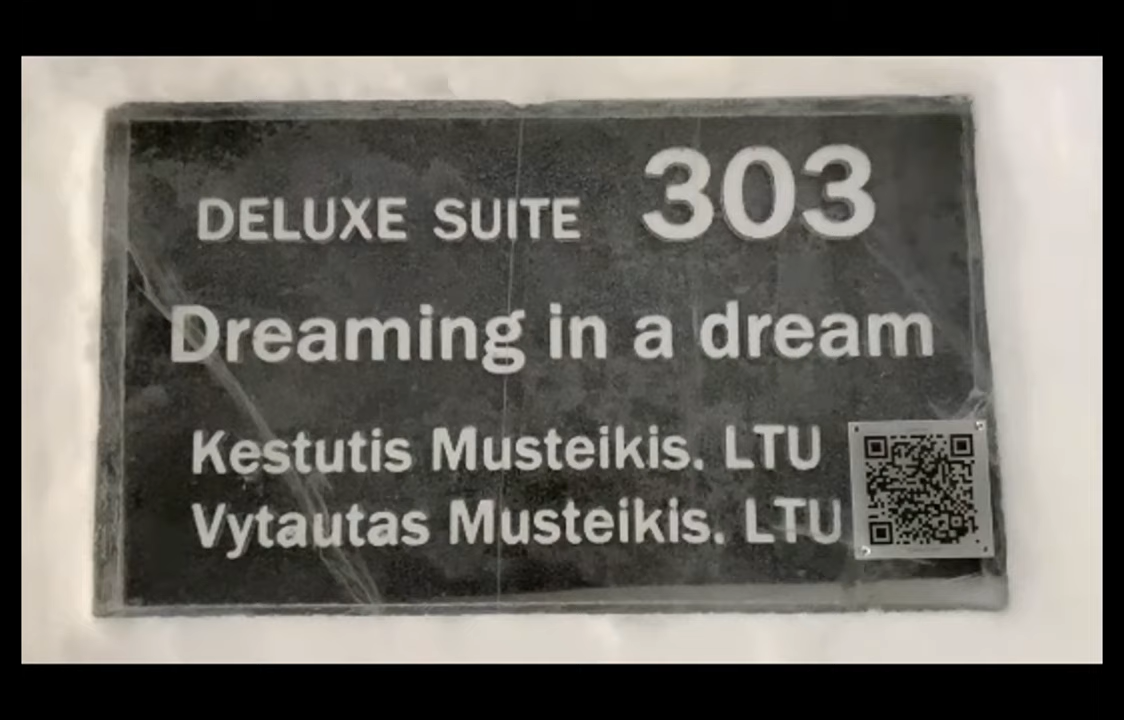 DELUXE SUITE 303
Dreaming in a dream
Kestutis Musteikis. LTU
Vytautas Musteikis. LTU